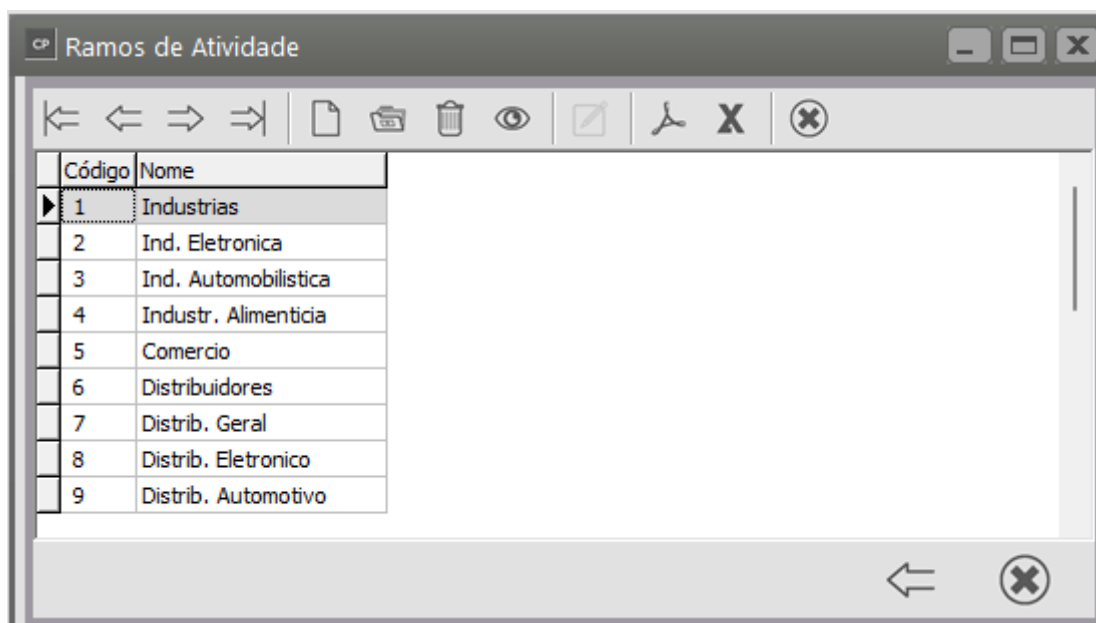 CP Ramos de Atividade
Código Nome
1 Industrias
2 Ind. Eletronica
3 Ind. Automobilistica
4 Industr. Alimenticia
5 Comercio
6 Distribuidores
7 Distrib. Geral
8 Distrib. Eletronico
9 Distrib. Automotivo